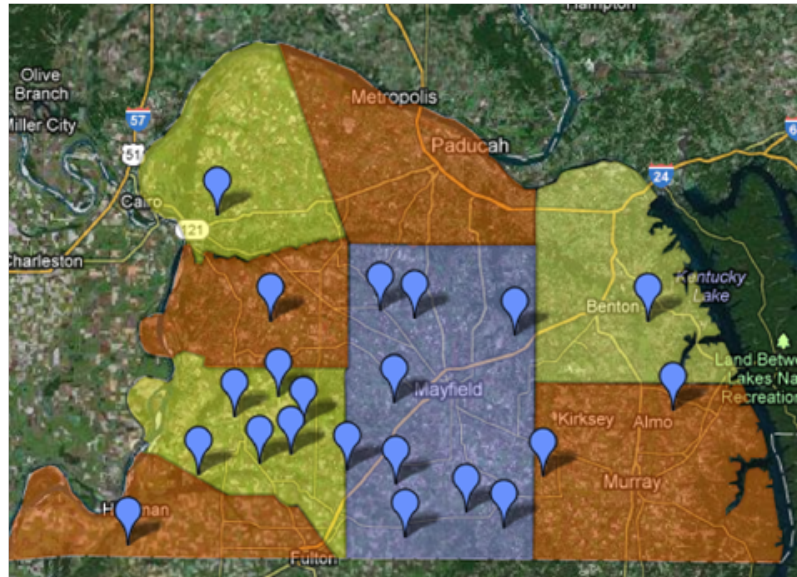 Hampton
Olive
Branch
57
Miller City
51
Metropolis
Paducah
24
Cairo
121
Charleston
Kentucky
Lake
Benton
Land Betw
Lakes Na
Recreation
Mayfield
Kirksey
Almo
Murray
Fulton